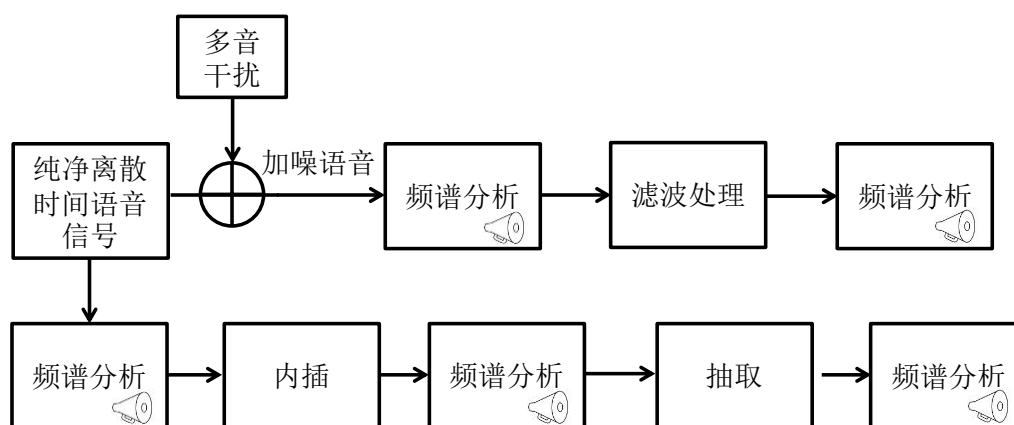 多音
干扰
纯净离散
时间语音
信号
加噪语音
频谱分析
滤波处理
频谱分析
频谱分析
内插
频谱分析
抽取
频谱分析